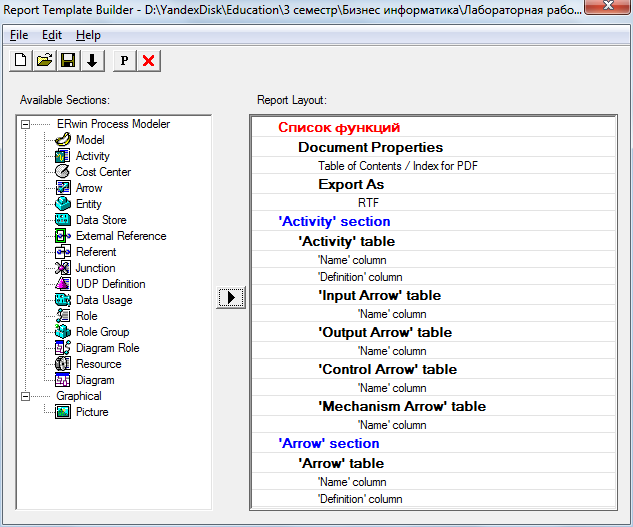 Report Template Builder - D:\YandexDisk\Education\3 семестр\Бизнес информатика\Лабораторная рабо...
File Edit Help
P
Available Sections:
Report Layout:
ERwin Process Modeler
Model
Activity
Cost Center
Arrow
Entity
Data Store
External Reference
Referent
Junction
UDP Definition
Data Usage
Role
Role Group
Diagram Role
Resource
Diagram
Graphical
Picture
Список функций
Document Properties
Table of Contents / Index for PDF
Export As
RTF
'Activity' section
'Activity' table
'Name' column
'Definition' column
'Input Arrow' table
'Name' column
'Output Arrow' table
'Name' column
'Control Arrow' table
'Name' column
'Mechanism Arrow' table
'Name' column
'Arrow' section
'Arrow' table
'Name' column
'Definition' column